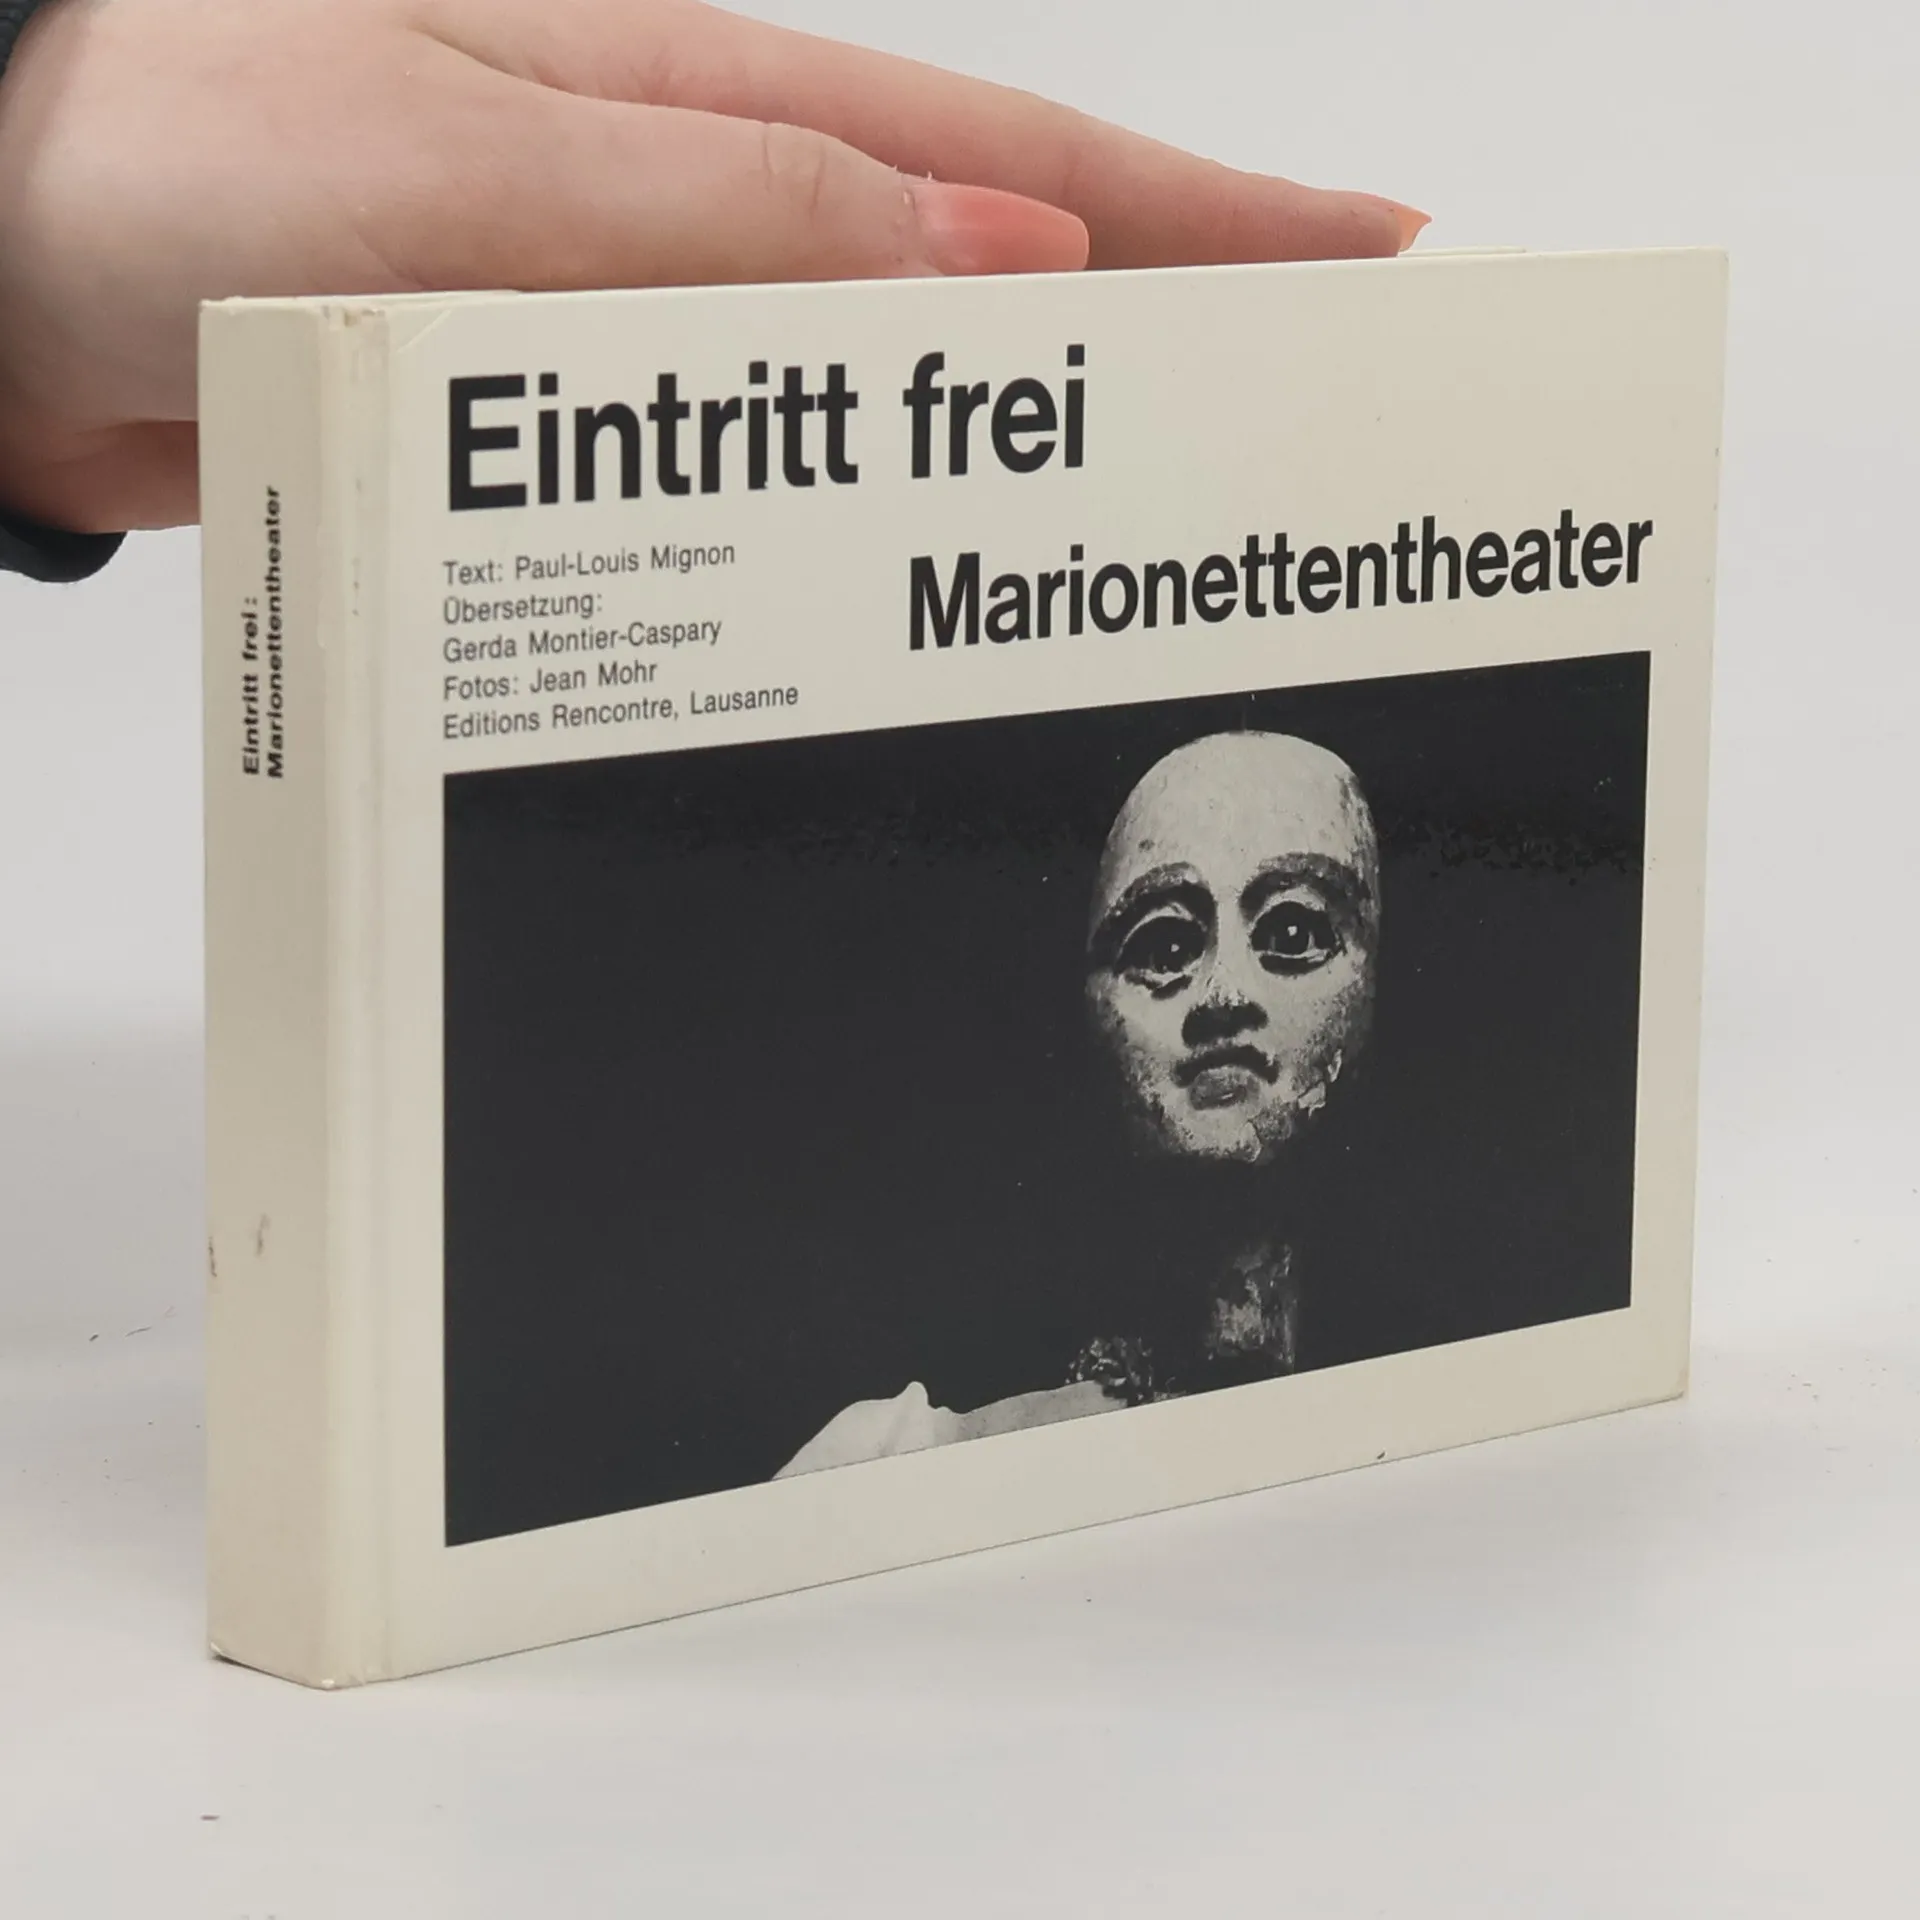 Eintritt frei
Text: Paul-Louis Mignon
Übersetzung:
Gerda Montier-Caspary
Fotos: Jean Mohr
Editions Rencontre, Lausanne
Marionettentheater
Eintritt frei:
Marionettentheater